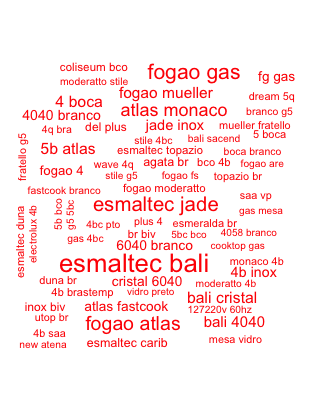 coliseum bco
fogao gas
fg gas
moderatto stile
fogao mueller
dream 5q
4 boca
atlas monaco
4040 branco
branco g5
4q bra
del plus
jade inox
mueller fratello
fratello g5
stile 4bc
bali sacend
5 boca
5b atlas
esmaltec topazio
boca branco
wave 4q
agata br
bco 4b
fogao are
fogao 4
stile g5
fogao fs
topazio br
fastcook branco
fogao moderatto
saa vp
5b bco
g5 5bc
esmaltec jade
gas mesa
esmaltec duna
electrolux 4b
4bc pto
plus 4
esmeralda br
gas 4bc
br biv
5bc bco
4058 branco
6040 branco
cooktop gas
esmaltec bali
monaco 4b
4b inox
duna br
cristal 6040
moderatto 4b
4b brastemp
vidro preto
bali cristal
inox biv
atlas fastcook
127220v 60hz
utop br
fogao atlas
bali 4040
4b saa
new atena
esmaltec carib
mesa vidro